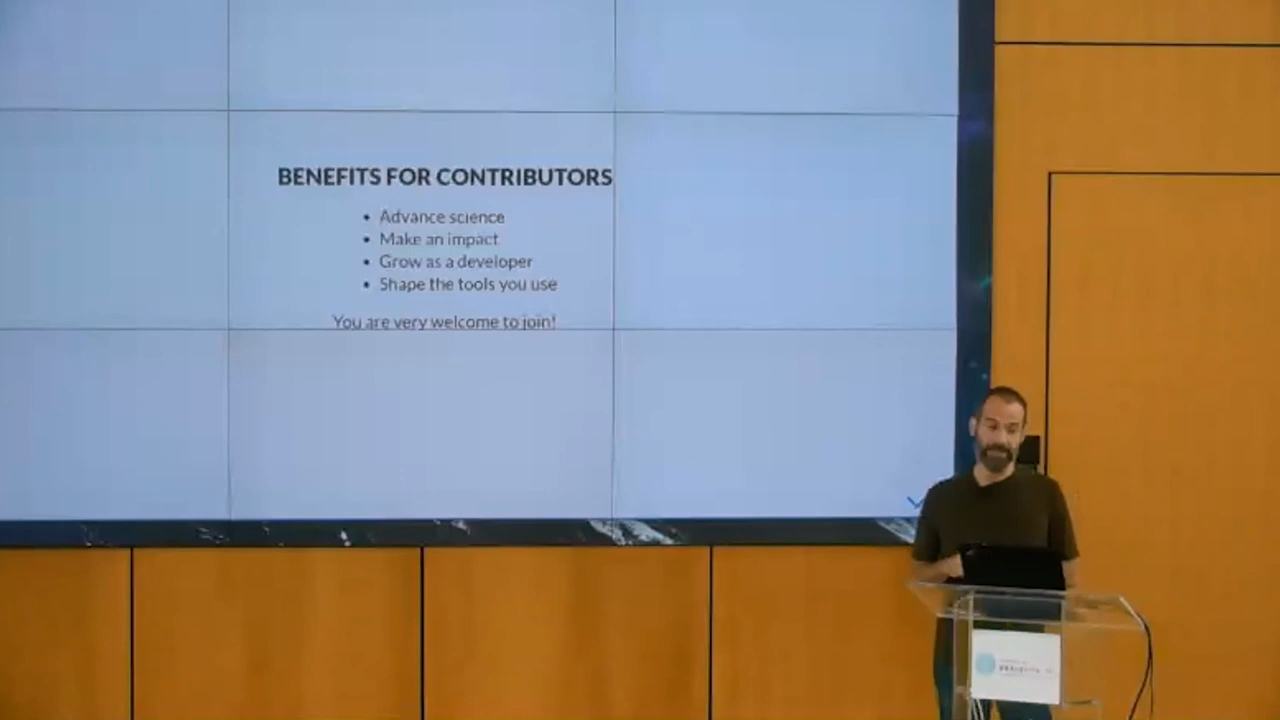 BENEFITS FOR CONTRIBUTORS
• Advance science
• Make an impact
• Grow as a developer
• Shape the tools you use
You are very welcome to join!